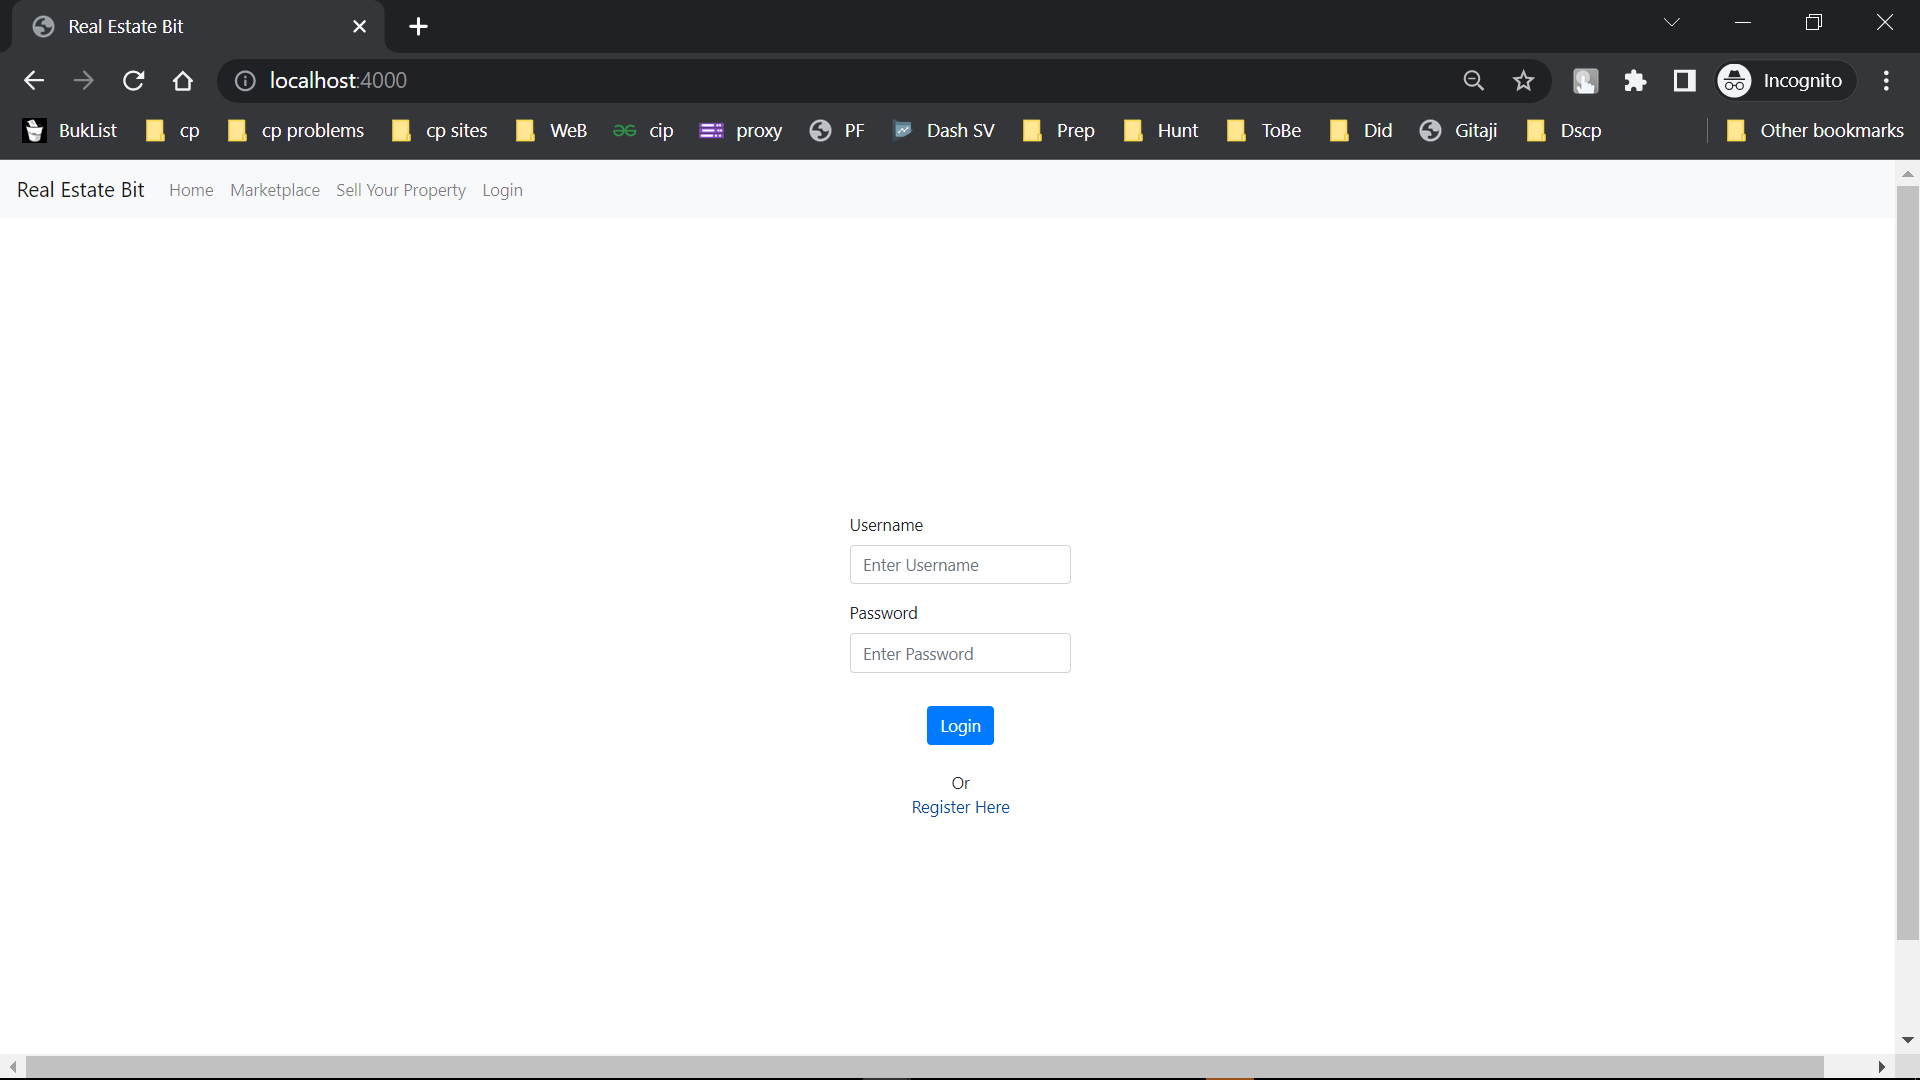 Real Estate Bit
localhost:4000
Incognito
BukList cp cp problems cp sites WeB cip proxy PF Dash SV Prep Hunt ToBe Did Gitaji Dscp Other bookmarks
Real Estate Bit Home Marketplace Sell Your Property Login
Username
Enter Username
Password
Enter Password
Login
Or
Register Here